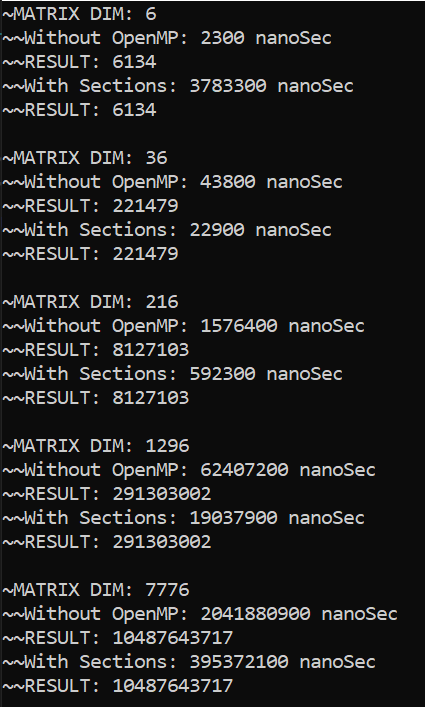 ~MATRIX DIM: 6
~~Without OpenMP: 2300 nanoSec
~~RESULT: 6134
~~With Sections: 3783300 nanoSec
~~RESULT: 6134

~MATRIX DIM: 36
~~Without OpenMP: 43800 nanoSec
~~RESULT: 221479
~~With Sections: 22900 nanoSec
~~RESULT: 221479

~MATRIX DIM: 216
~~Without OpenMP: 1576400 nanoSec
~~RESULT: 8127103
~~With Sections: 592300 nanoSec
~~RESULT: 8127103

~MATRIX DIM: 1296
~~Without OpenMP: 62407200 nanoSec
~~RESULT: 291303002
~~With Sections: 19037900 nanoSec
~~RESULT: 291303002

~MATRIX DIM: 7776
~~Without OpenMP: 2041880900 nanoSec
~~RESULT: 10487643717
~~With Sections: 395372100 nanoSec
~~RESULT: 10487643717